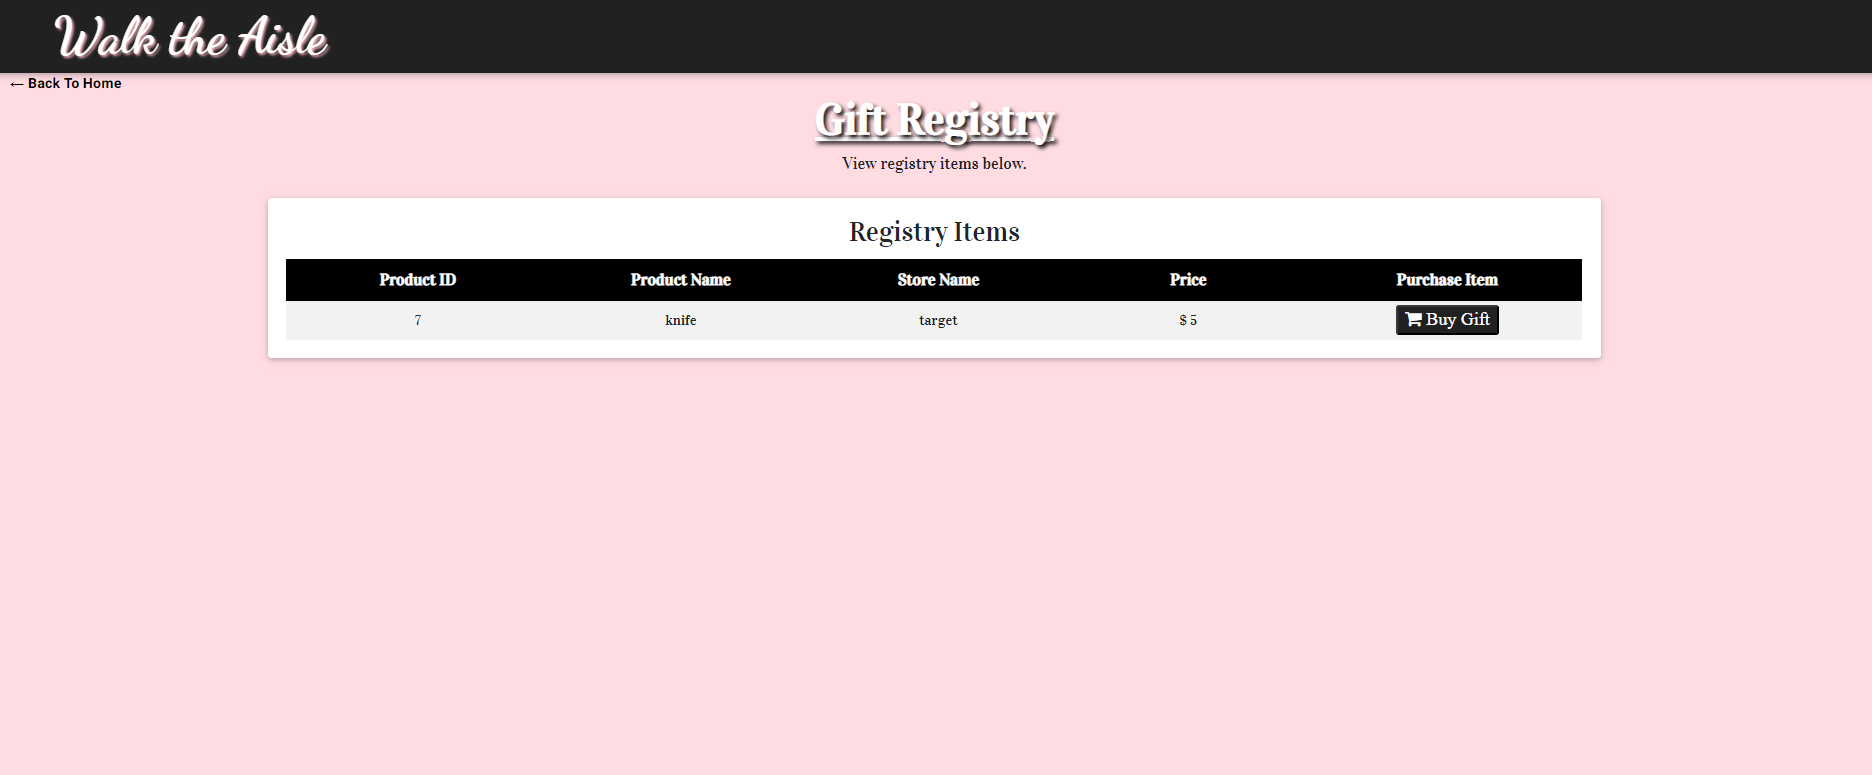 Walk the Aisle
← Back To Home
Gift Registry
View registry items below.
Registry Items
Product ID Product Name Store Name Price Purchase Item
7 knife target $ 5 Buy Gift